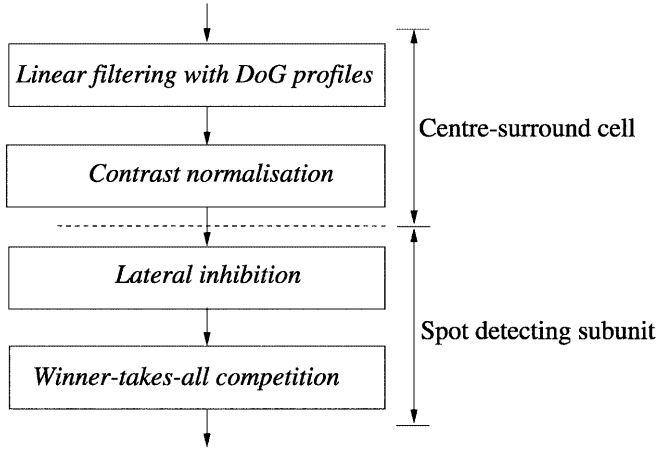 Linear filtering with DoG profiles
Centre-surround cell
Contrast normalisation
Lateral inhibition
Spot detecting subunit
Winner-takes-all competition